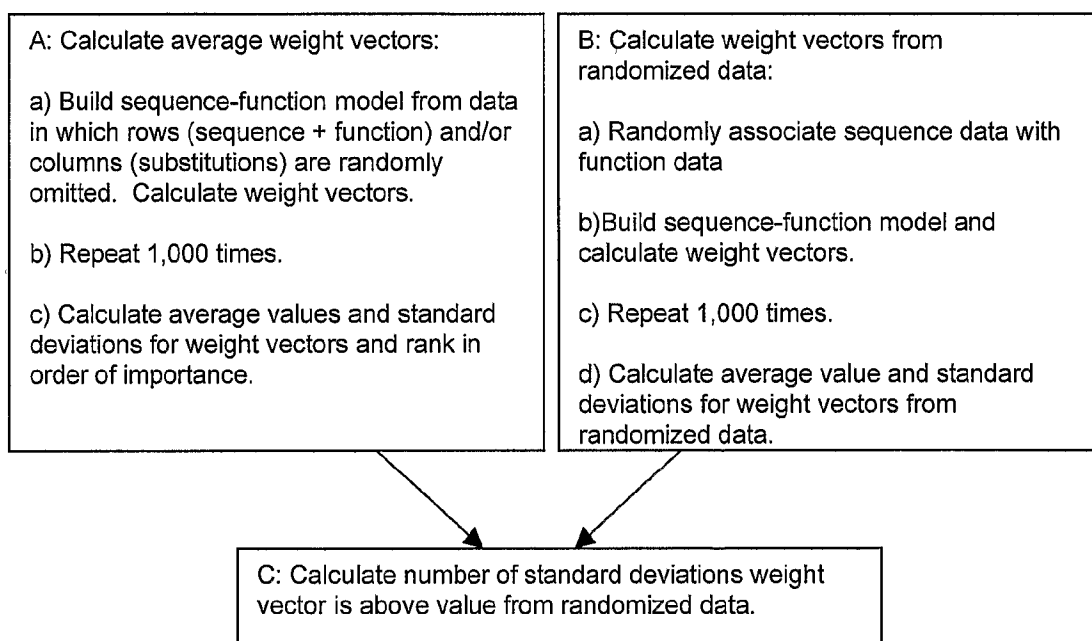 A: Calculate average weight vectors:
a) Build sequence-function model from data
in which rows (sequence + function) and/or
columns (substitutions) are randomly
omitted.  Calculate weight vectors.
b) Repeat 1,000 times.
c) Calculate average values and standard
deviations for weight vectors and rank in
order of importance.
B: Calculate weight vectors from
randomized data:
a) Randomly associate sequence data with
function data
b)Build sequence-function model and
calculate weight vectors.
c) Repeat 1,000 times.
d) Calculate average value and standard
deviations for weight vectors from
randomized data.
C: Calculate number of standard deviations weight
vector is above value from randomized data.